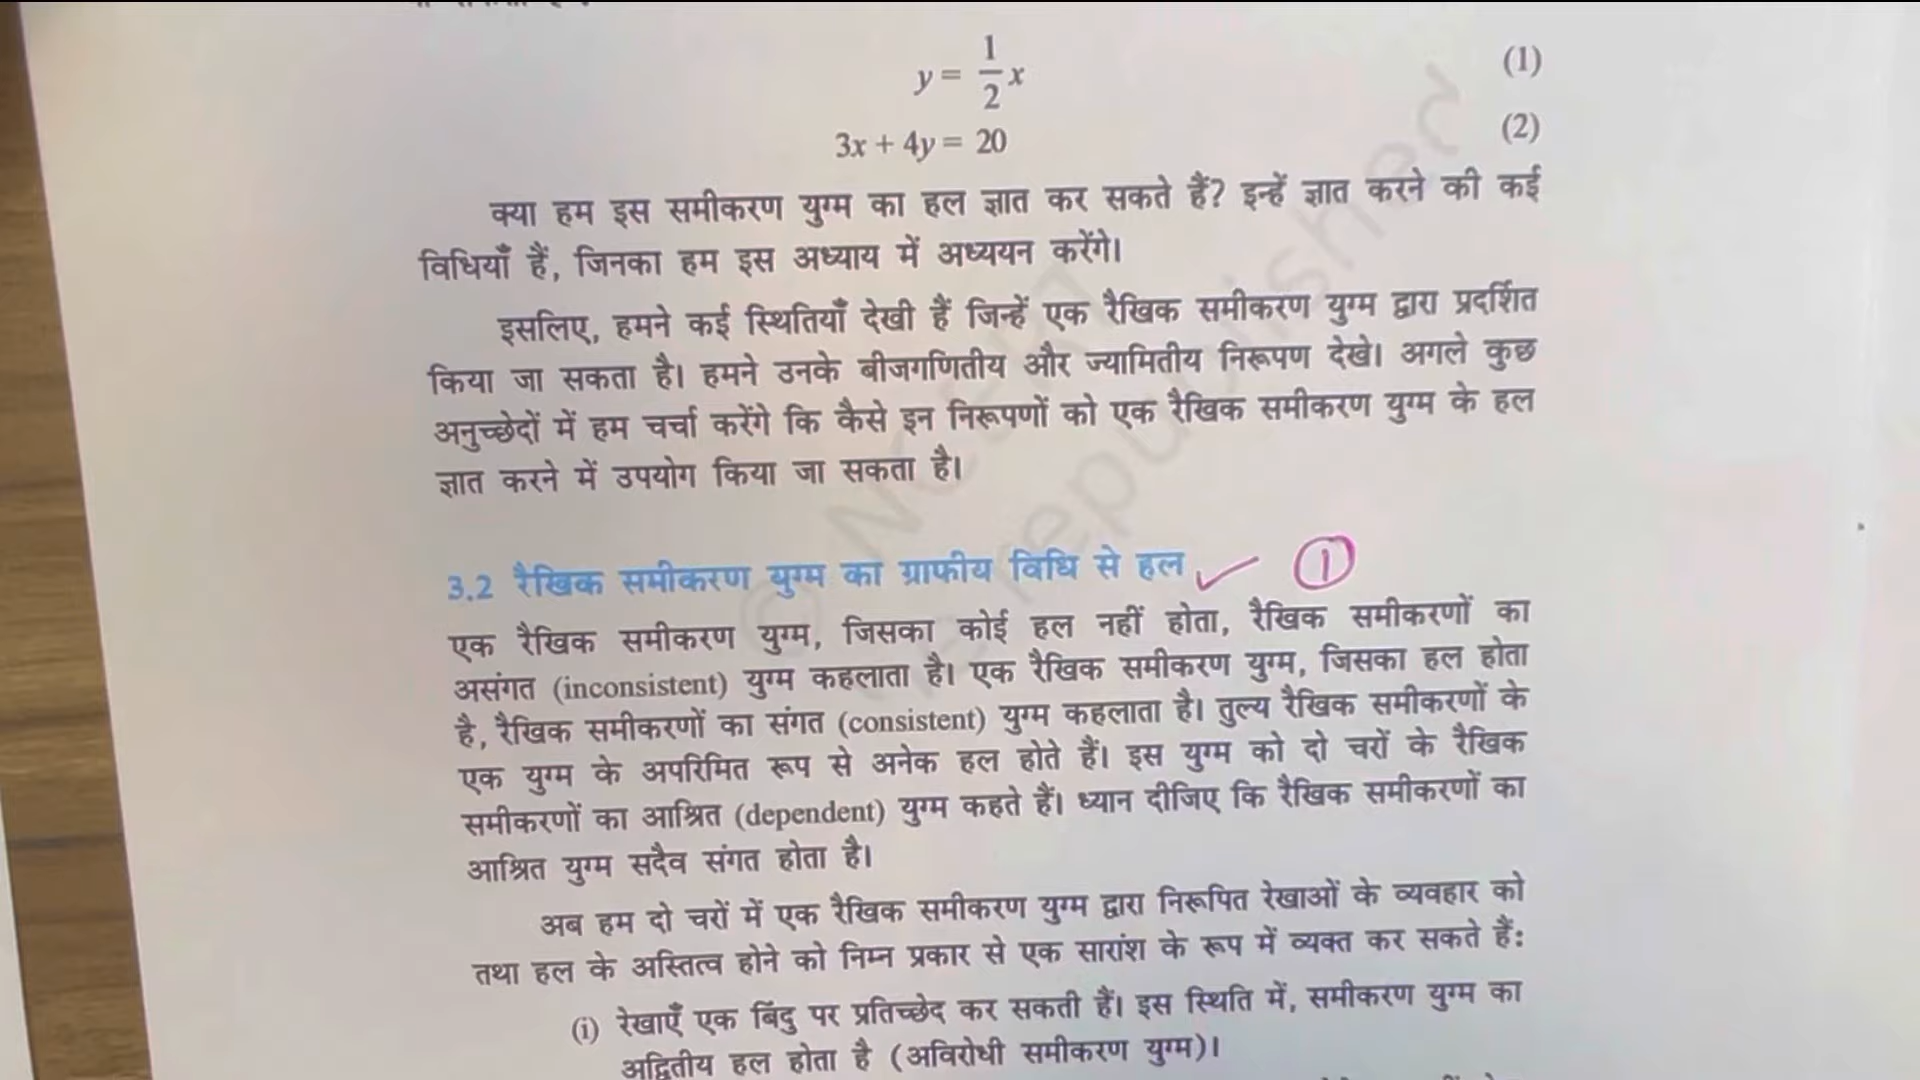 y = 1/2 x (1)
3x + 4y = 20 (2)
क्या हम इस समीकरण युग्म का हल ज्ञात कर सकते हैं? इन्हें ज्ञात करने की कई
विधियाँ हैं, जिनका हम इस अध्याय में अध्ययन करेंगे।
इसलिए, हमने कई स्थितियाँ देखी हैं जिन्हें एक रैखिक समीकरण युग्म द्वारा प्रदर्शित
किया जा सकता है। हमने उनके बीजगणितीय और ज्यामितीय निरूपण देखे। अगले कुछ
अनुच्छेदों में हम चर्चा करेंगे कि कैसे इन निरूपणों को एक रैखिक समीकरण युग्म के हल
ज्ञात करने में उपयोग किया जा सकता है।
3.2 रैखिक समीकरण युग्म का ग्राफीय विधि से हल ✓ ①
एक रैखिक समीकरण युग्म, जिसका कोई हल नहीं होता, रैखिक समीकरणों का
असंगत (inconsistent) युग्म कहलाता है। एक रैखिक समीकरण युग्म, जिसका हल होता
है, रैखिक समीकरणों का संगत (consistent) युग्म कहलाता है। तुल्य रैखिक समीकरणों के
एक युग्म के अपरिमित रूप से अनेक हल होते हैं। इस युग्म को दो चरों के रैखिक
समीकरणों का आश्रित (dependent) युग्म कहते हैं। ध्यान दीजिए कि रैखिक समीकरणों का
आश्रित युग्म सदैव संगत होता है।
अब हम दो चरों में एक रैखिक समीकरण युग्म द्वारा निरूपित रेखाओं के व्यवहार को
तथा हल के अस्तित्व होने को निम्न प्रकार से एक सारांश के रूप में व्यक्त कर सकते हैं:
(i) रेखाएँ एक बिंदु पर प्रतिच्छेद कर सकती हैं। इस स्थिति में, समीकरण युग्म का
अद्वितीय हल होता है (अविरोधी समीकरण युग्म)।